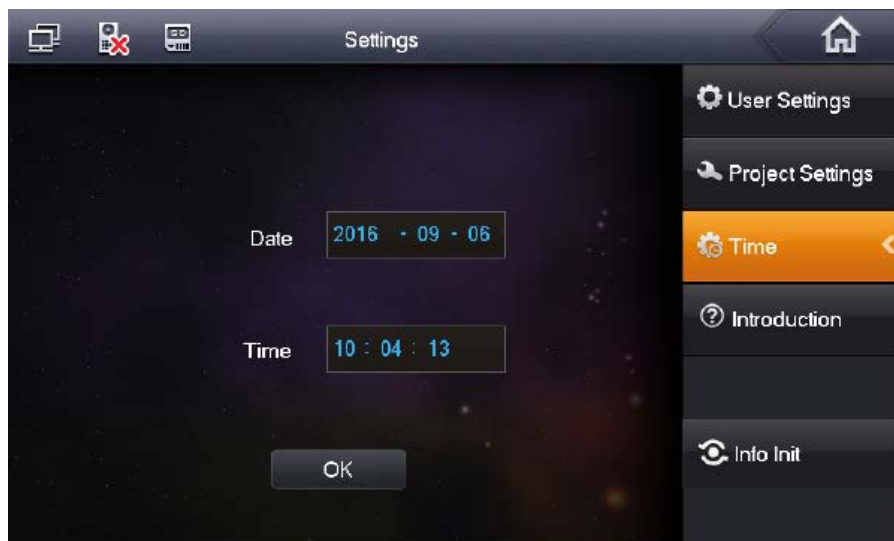 Settings
User Settings
Project Settings
Date 2016 - 09 - 06
Time
Introduction
Time 10 : 04 : 13
OK
Info Init